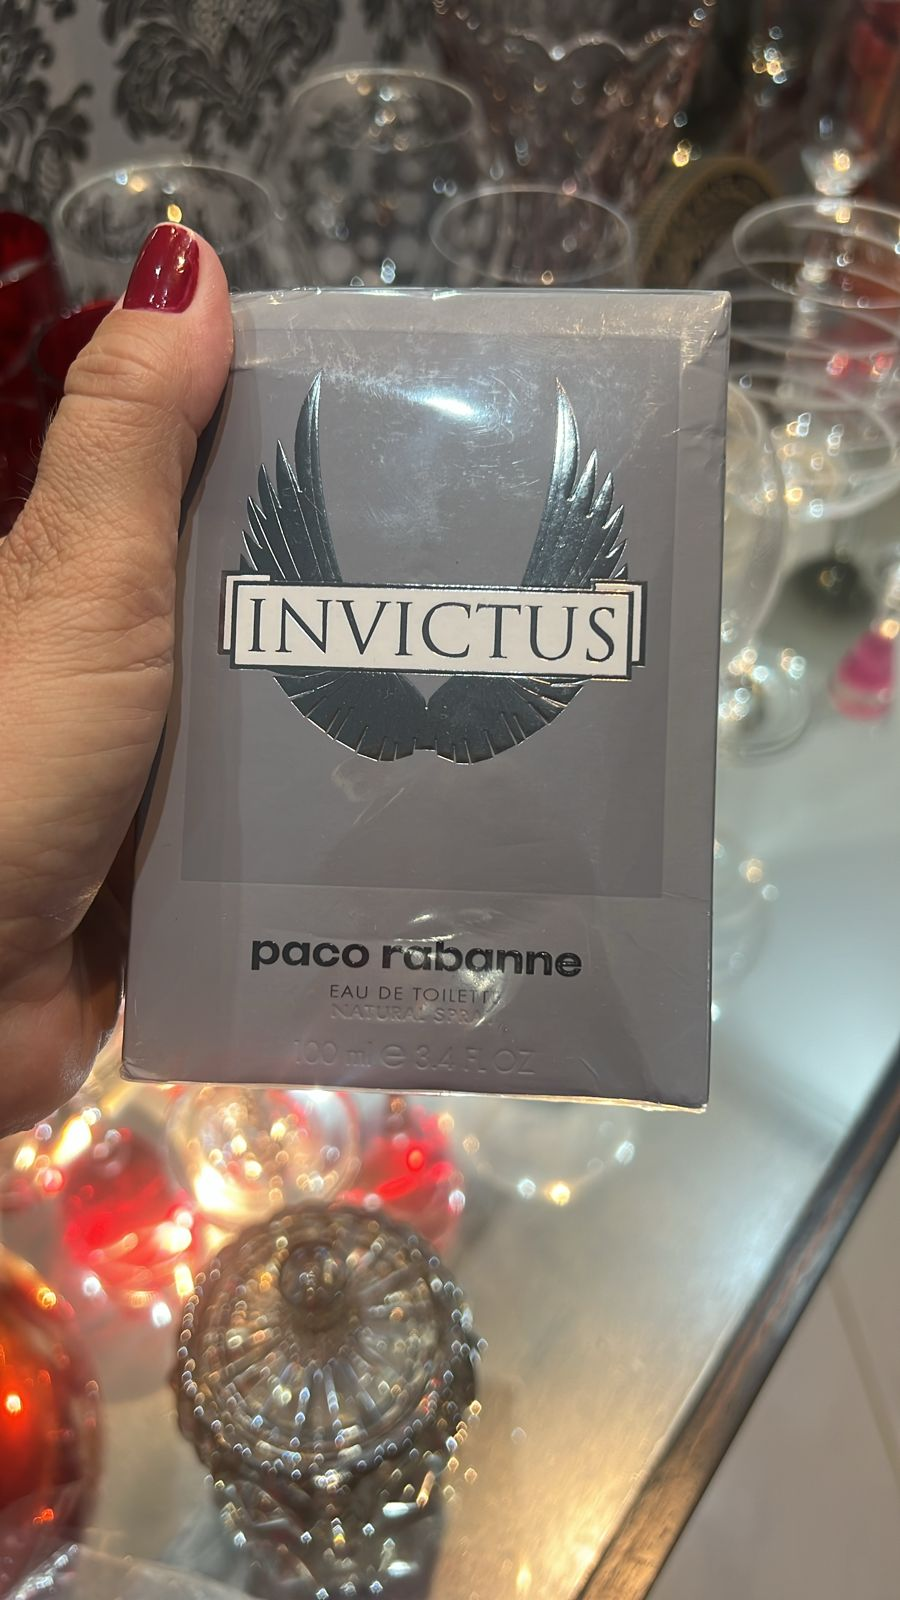 INVICTUS
paco rabanne
EAU DE TOILETTE
NATURAL SPRAY
100 ml e 3.4 FL OZ